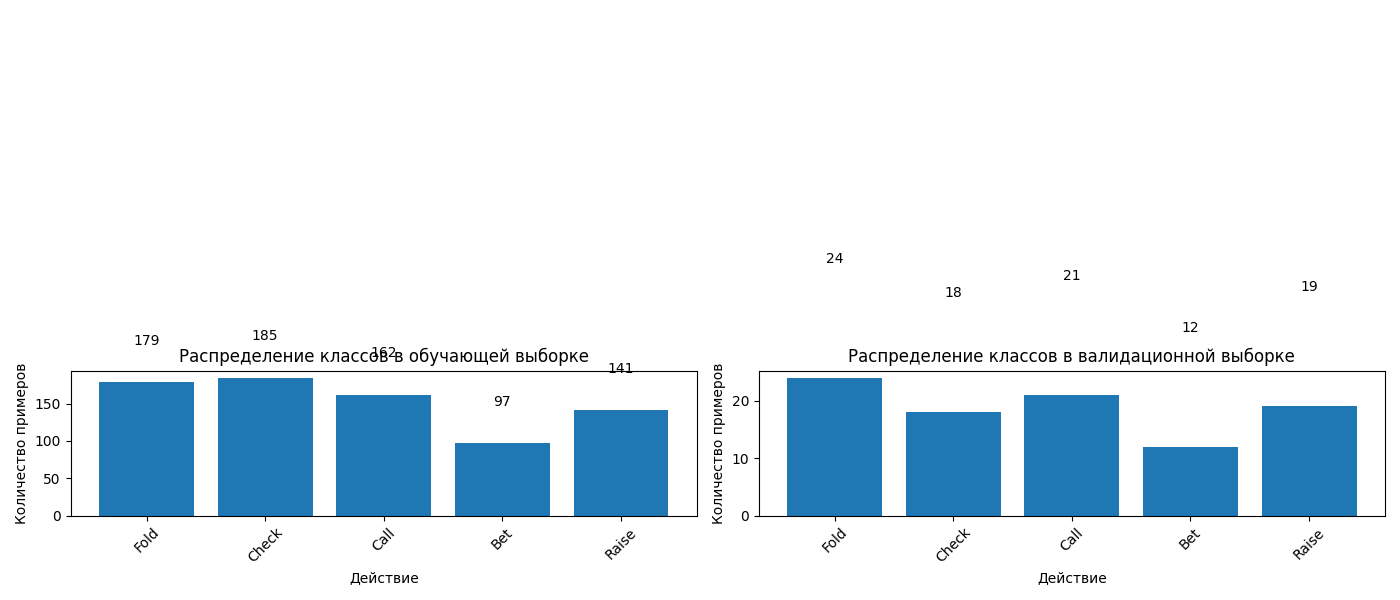 179
185
162
97
141
Распределение классов в обучающей выборке
Количество примеров
150
100
50
0
Fold
Check
Call
Bet
Raise
Действие
24
18
21
12
19
Распределение классов в валидационной выборке
Количество примеров
20
10
0
Fold
Check
Call
Bet
Raise
Действие